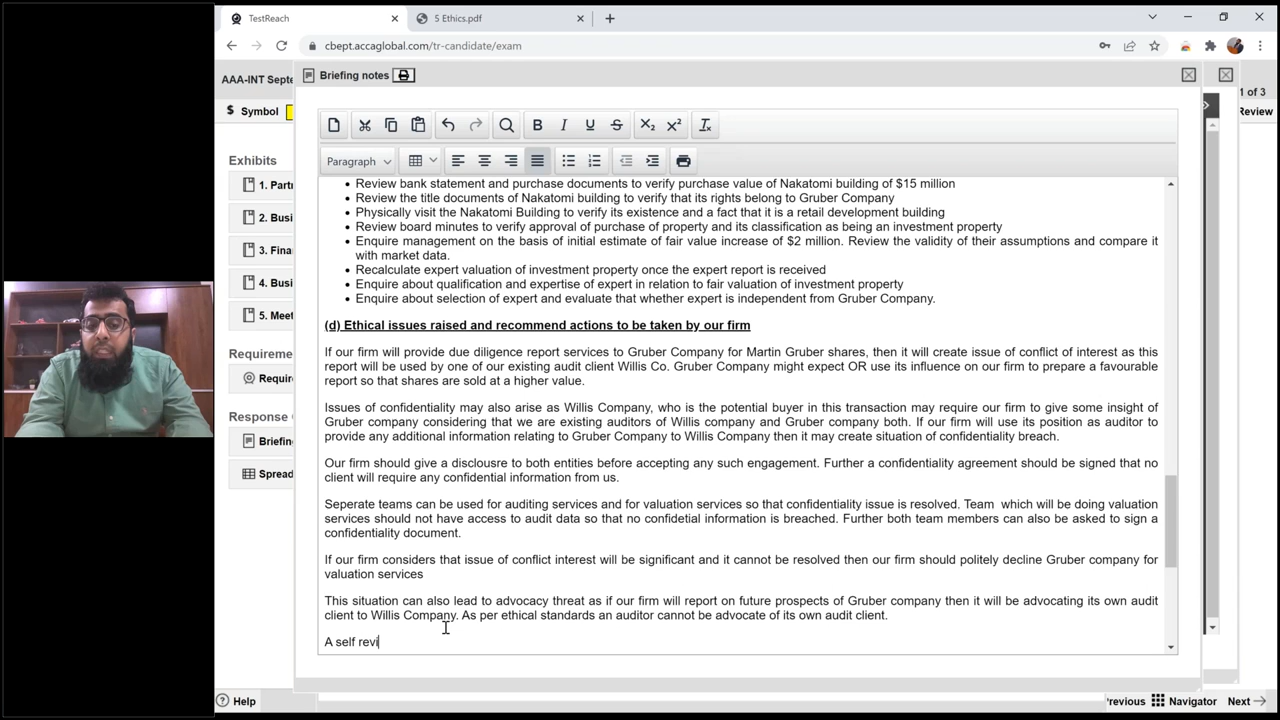 TestReach
5 Ethics.pdf
cbept.accaglobal.com/tr-candidate/exam
AAA-INT Septe
Briefing notes
1 of 3
$ Symbol
Review
Paragraph
Exhibits
1. Partn
2. Busi
3. Fina
4. Busi
5. Meet
Requireme
Require
Response O
Briefing
Spread
Review bank statement and purchase documents to verify purchase value of Nakatomi building of $15 million
Review the title documents of Nakatomi building to verify that its rights belong to Gruber Company
Physically visit the Nakatomi Building to verify its existence and a fact that it is a retail development building
Review board minutes to verify approval of purchase of property and its classification as being an investment property
Enquire management on the basis of initial estimate of fair value increase of $2 million. Review the validity of their assumptions and compare it
with market data.
Recalculate expert valuation of investment property once the expert report is received
Enquire about qualification and expertise of expert in relation to fair valuation of investment property
Enquire about selection of expert and evaluate that whether expert is independent from Gruber Company.
(d) Ethical issues raised and recommend actions to be taken by our firm
If our firm will provide due diligence report services to Gruber Company for Martin Gruber shares, then it will create issue of conflict of interest as this
report will be used by one of our existing audit client Willis Co. Gruber Company might expect OR use its influence on our firm to prepare a favourable
report so that shares are sold at a higher value.
Issues of confidentiality may also arise as Willis Company, who is the potential buyer in this transaction may require our firm to give some insight of
Gruber company considering that we are existing auditors of Willis company and Gruber company both. If our firm will use its position as auditor to
provide any additional information relating to Gruber Company to Willis Company then it may create situation of confidentiality breach.
Our firm should give a disclousre to both entities before accepting any such engagement. Further a confidentiality agreement should be signed that no
client will require any confidential information from us.
Seperate teams can be used for auditing services and for valuation services so that confidentiality issue is resolved. Team which will be doing valuation
services should not have access to audit data so that no confidetial information is breached. Further both team members can also be asked to sign a
confidentiality document.
If our firm considers that issue of conflict interest will be significant and it cannot be resolved then our firm should politely decline Gruber company for
valuation services
This situation can also lead to advocacy threat as if our firm will report on future prospects of Gruber company then it will be advocating its own audit
client to Willis Company. As per ethical standards an auditor cannot be advocate of its own audit client.
A self revi
Help
revious
Navigator
Next